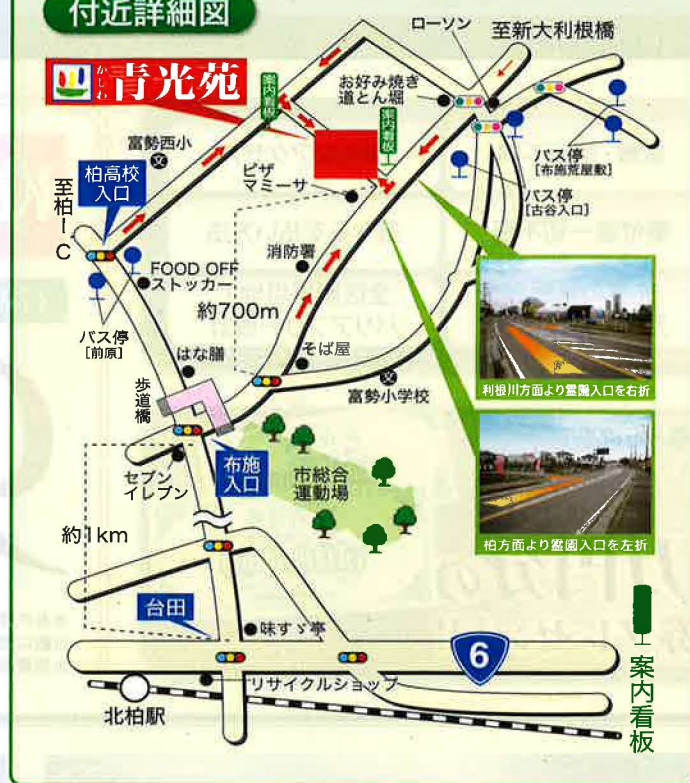 付近詳細図
ローソン
至新大利根橋
かしわ
青光苑
案内看板
お好み焼き
道とん堀
案内看板
富勢西小
文
バス停
[布施荒屋敷]
柏高校
入口
ピザ
マミーサ
バス停
[古谷入口]
至柏IC
消防署
FOOD OFF
ストッカー
約700m
バス停
[前原]
はな膳
そば屋
利根川方面より霊園入口を右折
歩道橋
文
富勢小学校
布施
入口
市総合
運動場
セブン
イレブン
約1km
柏方面より霊園入口を左折
台田
味すゞ亭
6
リサイクルショップ
北柏駅
案内看板